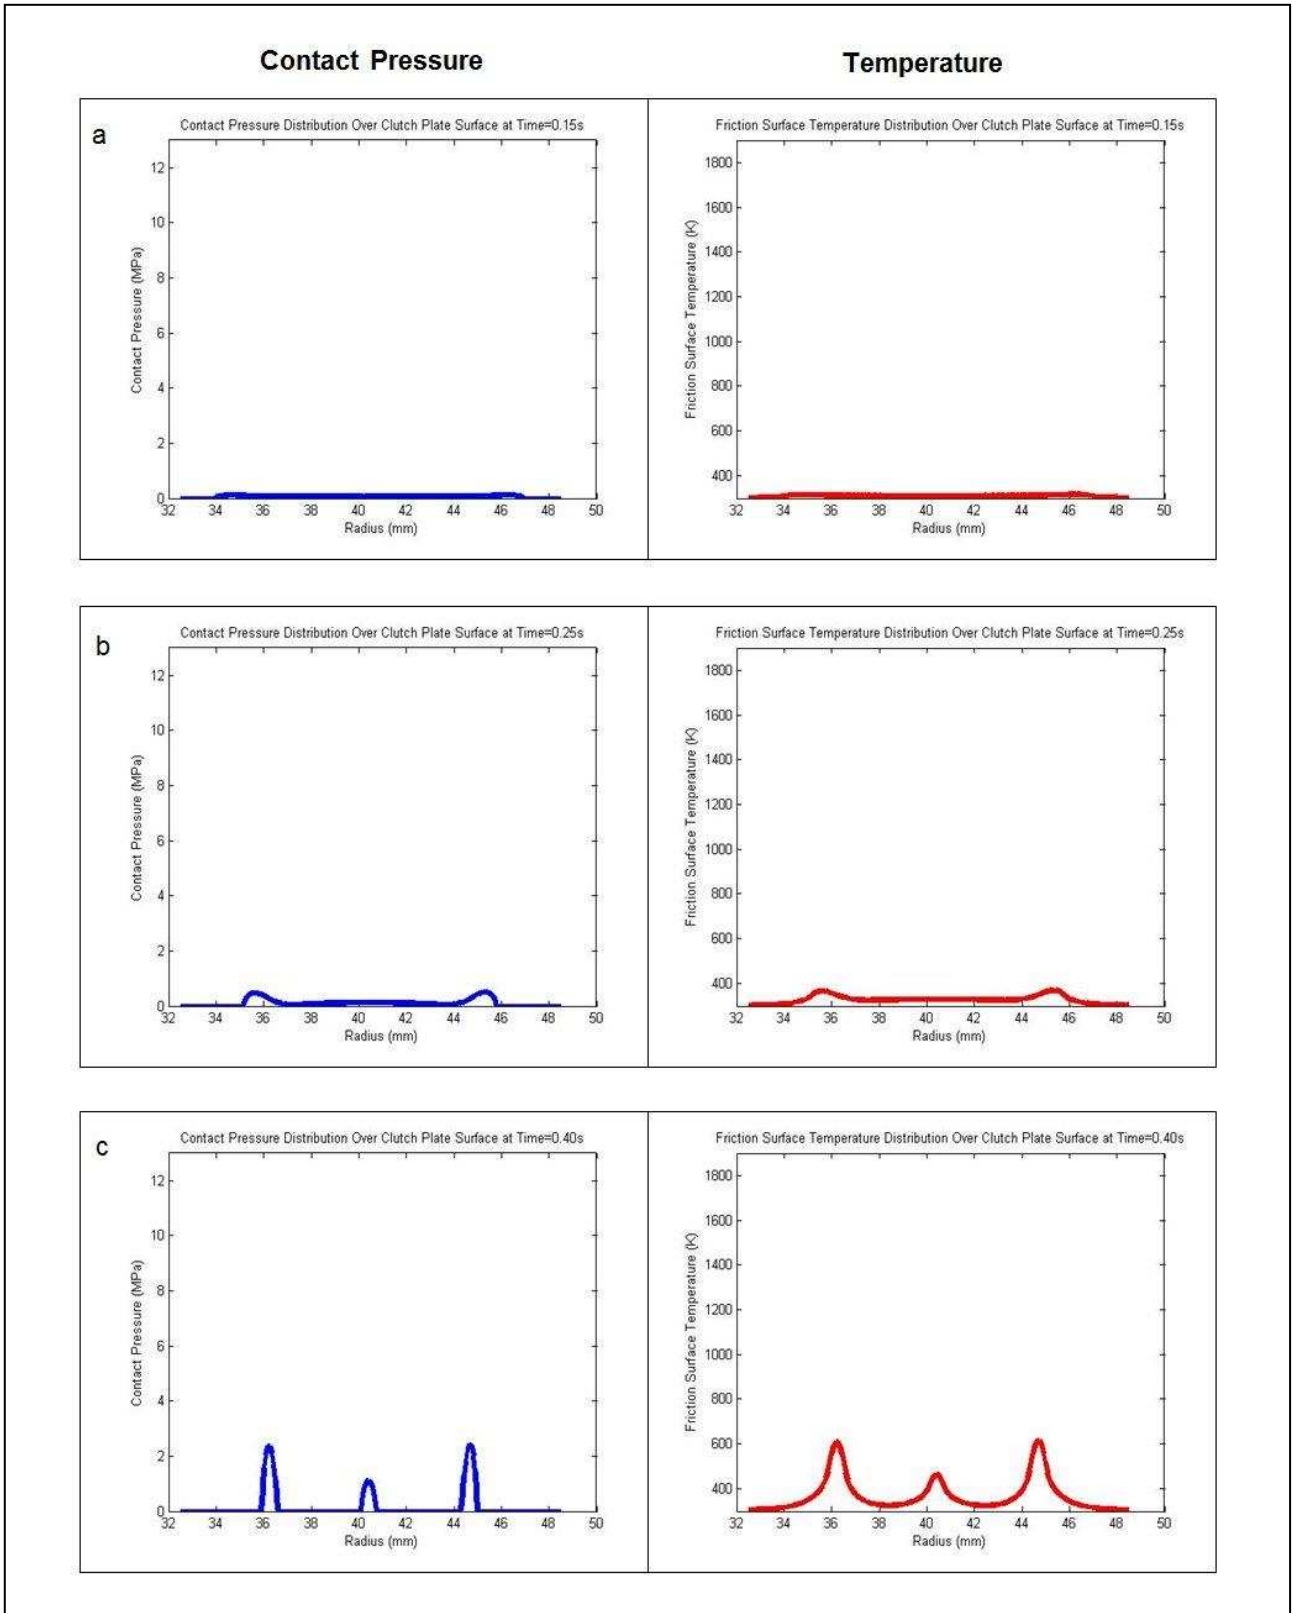 Contact Pressure
Temperature
a
Contact Pressure Distribution Over Clutch Plate Surface at Time=0.15s
12
10
8
6
4
2
0
Contact Pressure (MPa)
32 34 36 38 40 42 44 46 48 50
Radius (mm)
Friction Surface Temperature Distribution Over Clutch Plate Surface at Time=0.15s
1800
1600
1400
1200
1000
800
600
400
Friction Surface Temperature (K)
32 34 36 38 40 42 44 46 48 50
Radius (mm)
b
Contact Pressure Distribution Over Clutch Plate Surface at Time=0.25s
12
10
8
6
4
2
0
Contact Pressure (MPa)
32 34 36 38 40 42 44 46 48 50
Radius (mm)
Friction Surface Temperature Distribution Over Clutch Plate Surface at Time=0.25s
1800
1600
1400
1200
1000
800
600
400
Friction Surface Temperature (K)
32 34 36 38 40 42 44 46 48 50
Radius (mm)
c
Contact Pressure Distribution Over Clutch Plate Surface at Time=0.40s
12
10
8
6
4
2
0
Contact Pressure (MPa)
32 34 36 38 40 42 44 46 48 50
Radius (mm)
Friction Surface Temperature Distribution Over Clutch Plate Surface at Time=0.40s
1800
1600
1400
1200
1000
800
600
400
Friction Surface Temperature (K)
32 34 36 38 40 42 44 46 48 50
Radius (mm)